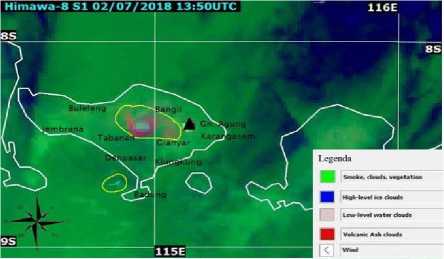 Himawa-8 S1 02/07/2018 13:50UTC
116E
8S
8S
Buleleng
Bangli
Gn. Agung
Jembrana
Tabanan
Karangasem
Gianyar
Denpasar
Klungkung
Badung
Legenda
Smoke, clouds, vegetation
High-level ice clouds
Low-level water clouds
Volcanic Ash clouds
Wind
9S
115E